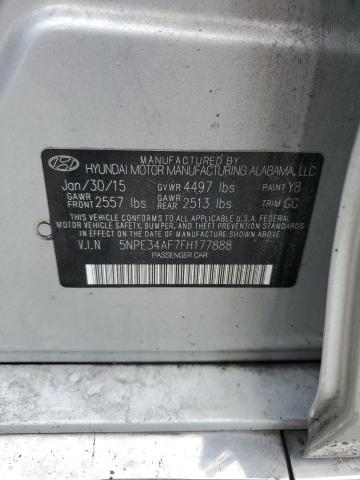 MANUFACTURED BY
HYUNDAI MOTOR MANUFACTURING ALABAMA, LLC
Jan/30/15 GVWR 4497 lbs PAINT Y8
GAWR FRONT 2557 lbs GAWR REAR 2513 lbs TRIM GG
THIS VEHICLE CONFORMS TO ALL APPLICABLE U.S. FEDERAL
MOTOR VEHICLE SAFETY, BUMPER, AND THEFT PREVENTION
STANDARDS IN EFFECT ON THE DATE OF MANUFACTURE SHOWN ABOVE.
V.I.N 5NPE34AF7FH177888
PASSENGER CAR